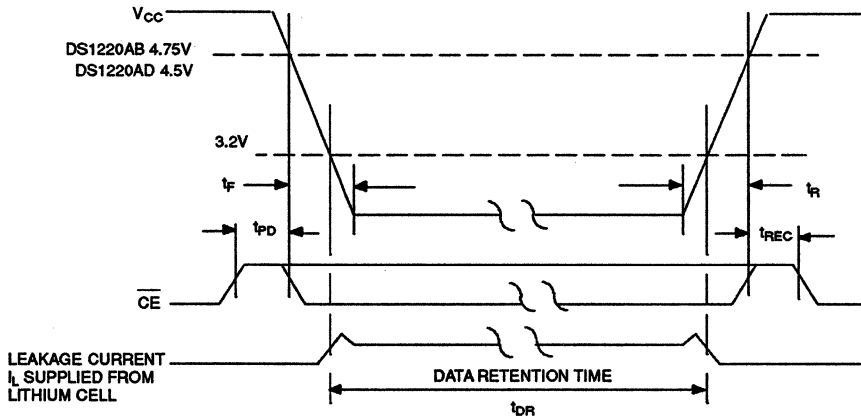 VCC
DS1220AB 4.75V
DS1220AD 4.5V
3.2V
tF
tR
tPD
tREC
CE
LEAKAGE CURRENT
IL SUPPLIED FROM
LITHIUM CELL
DATA RETENTION TIME
tDR